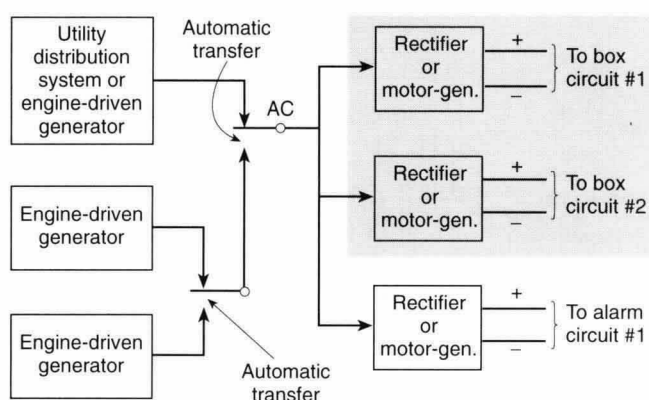 Utility
distribution
system or
engine-driven
generator
Automatic
transfer
AC
Engine-driven
generator
Engine-driven
generator
Automatic
transfer
Rectifier
or
motor-gen.
+
–
To box
circuit #1
Rectifier
or
motor-gen.
+
–
To box
circuit #2
Rectifier
or
motor-gen.
+
–
To alarm
circuit #1